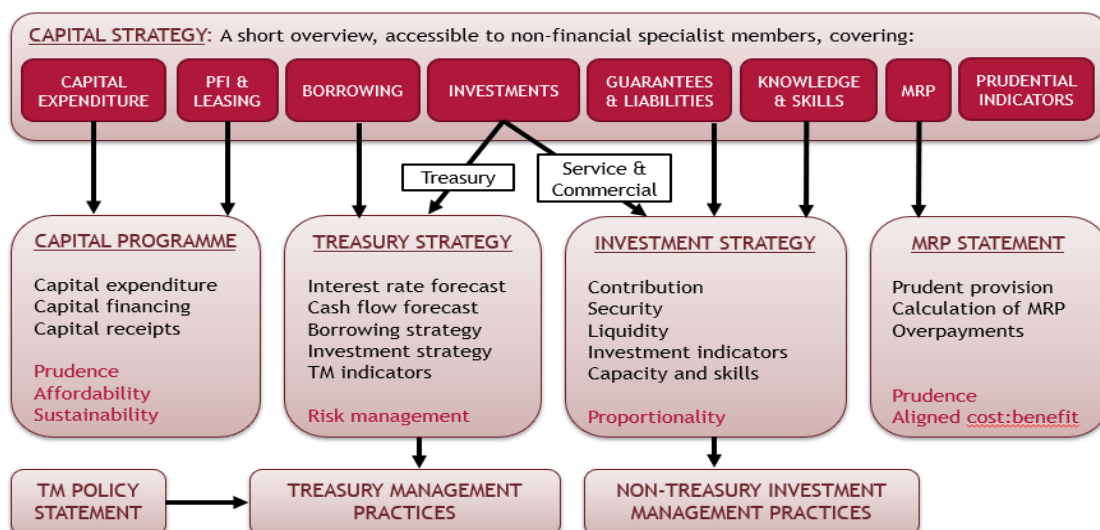 CAPITAL STRATEGY: A short overview, accessible to non-financial specialist members, covering:
CAPITAL
EXPENDITURE
PFI &
LEASING
BORROWING
INVESTMENTS
GUARANTEES
& LIABILITIES
KNOWLEDGE
& SKILLS
MRP
PRUDENTIAL
INDICATORS
Treasury
Service &
Commercial
CAPITAL PROGRAMME
Capital expenditure
Capital financing
Capital receipts
Prudence
Affordability
Sustainability
TREASURY STRATEGY
Interest rate forecast
Cash flow forecast
Borrowing strategy
Investment strategy
TM indicators
Risk management
INVESTMENT STRATEGY
Contribution
Security
Liquidity
Investment indicators
Capacity and skills
Proportionality
MRP STATEMENT
Prudent provision
Calculation of MRP
Overpayments
Prudence
Aligned cost:benefit
TM POLICY
STATEMENT
TREASURY MANAGEMENT
PRACTICES
NON-TREASURY INVESTMENT
MANAGEMENT PRACTICES